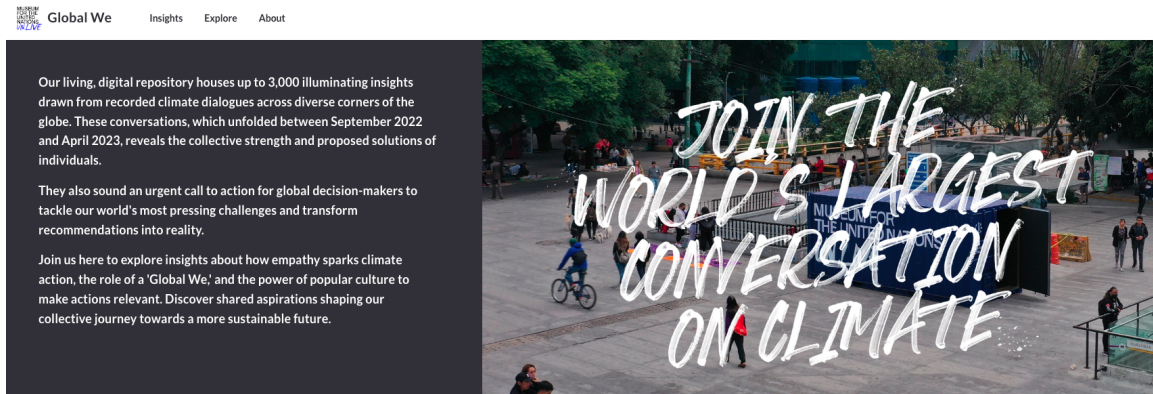 MUSEUM
FOR THE
UNITED
NATIONS
UN LIVE
Global We
Insights
Explore
About
Our living, digital repository houses up to 3,000 illuminating insights
drawn from recorded climate dialogues across diverse corners of the
globe. These conversations, which unfolded between September 2022
and April 2023, reveals the collective strength and proposed solutions of
individuals.
They also sound an urgent call to action for global decision-makers to
tackle our world's most pressing challenges and transform
recommendations into reality.
Join us here to explore insights about how empathy sparks climate
action, the role of a 'Global We,' and the power of popular culture to
make actions relevant. Discover shared aspirations shaping our
collective journey towards a more sustainable future.
JOIN THE
WORLD S LARGEST
CONVERSATION
ON CLIMATE
MUSEUM FOR
THE UNITED NATIONS